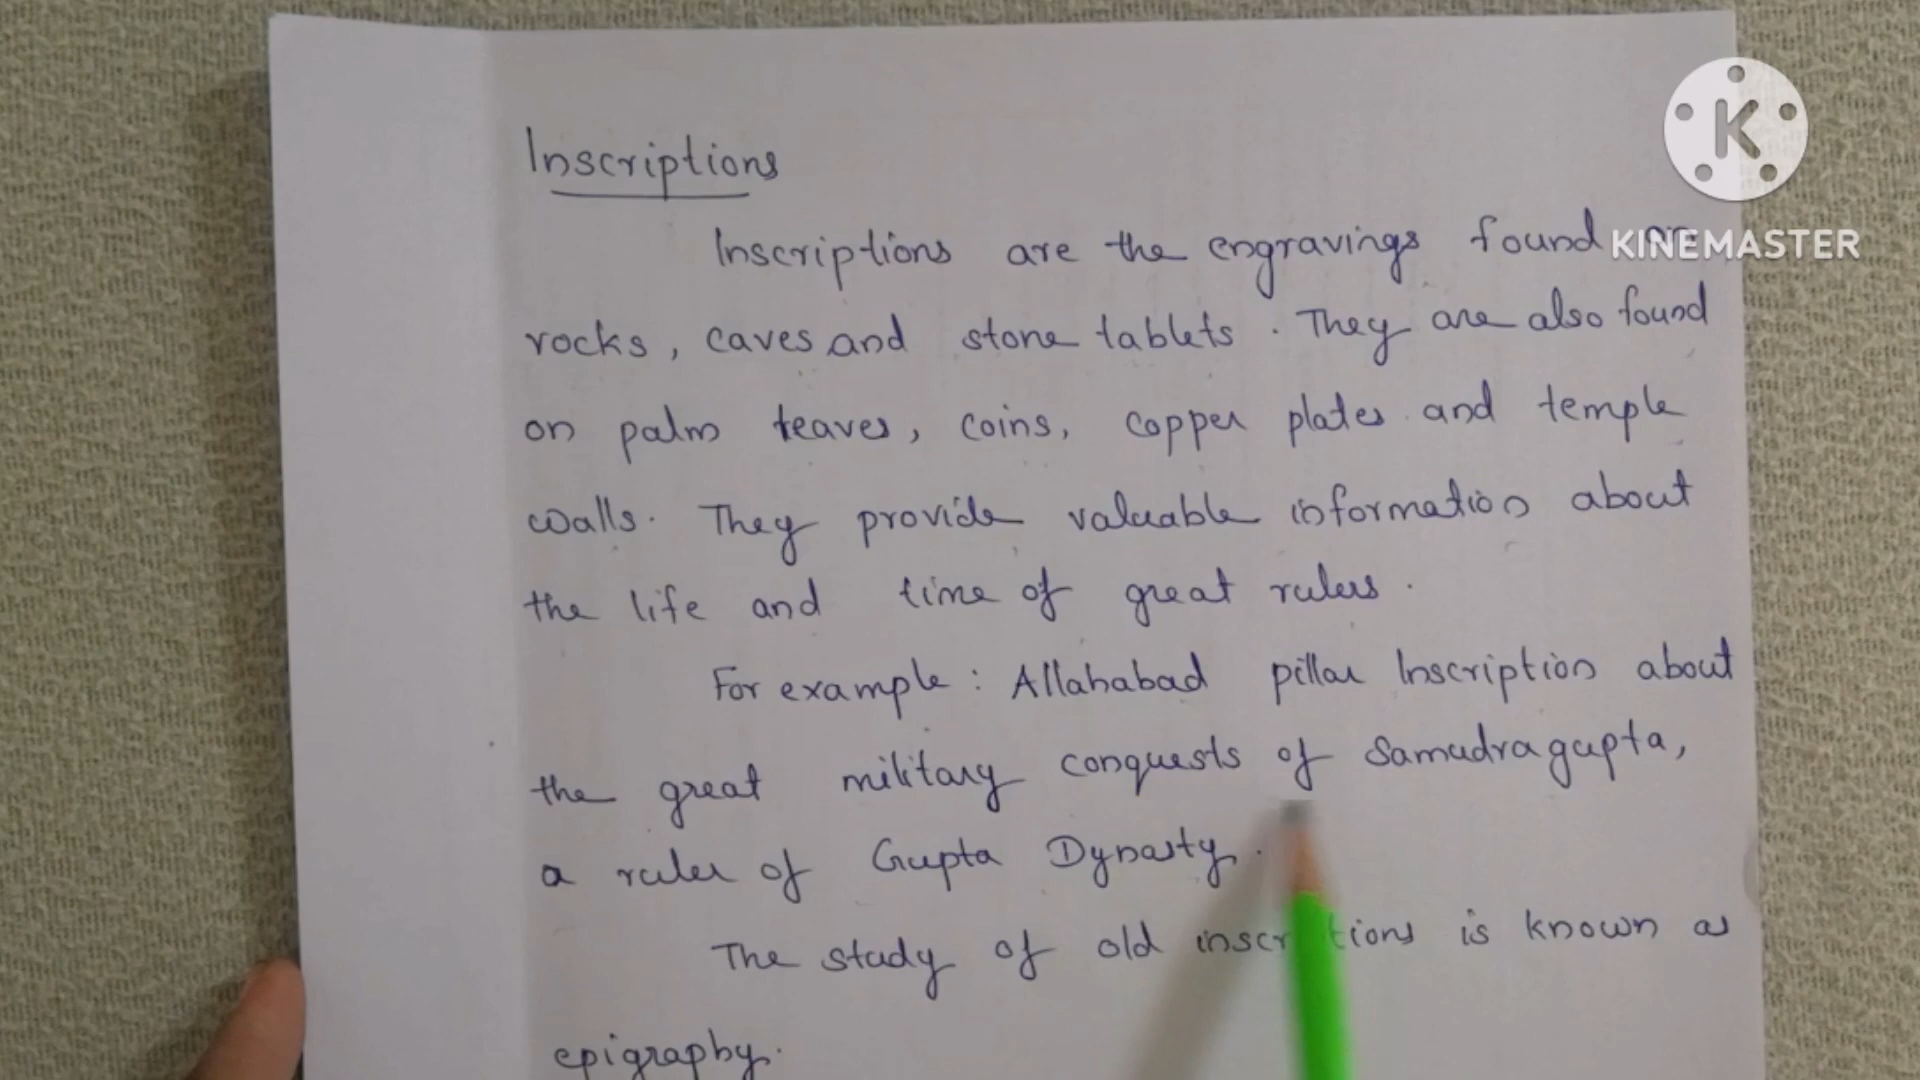 Inscriptions
Inscriptions are the engravings found on
rocks, caves and stone tablets. They are also found
on palm leaves, coins, copper plates and temple
walls. They provide valuable information about
the life and time of great rulers.
For example: Allahabad pillar Inscription about
the great military conquests of Samudragupta,
a ruler of Gupta Dynasty.
The study of old is known as
epigraphy.
K
KINEMASTER